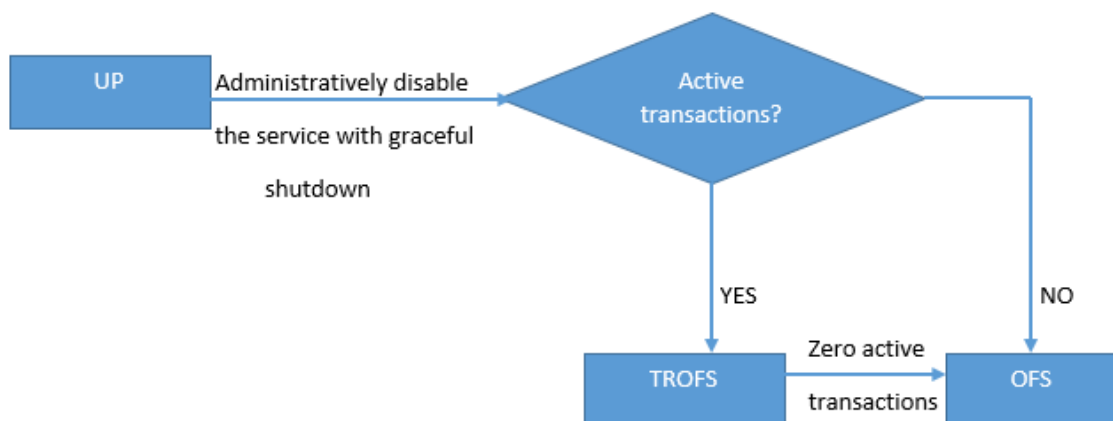 UP
Administratively disable
the service with graceful
shutdown
Active
transactions?
YES
NO
TROFS
Zero active
transactions
OFS